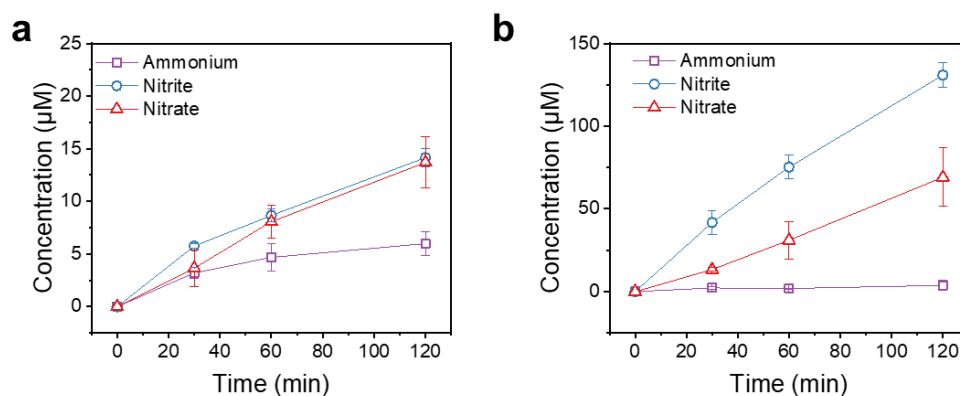 a
25
20
15
10
5
0
Concentration (μM)
Ammonium
Nitrite
Nitrate
0 20 40 60 80 100 120
Time (min)
b
150
100
50
0
Concentration (μM)
Ammonium
Nitrite
Nitrate
0 20 40 60 80 100 120
Time (min)